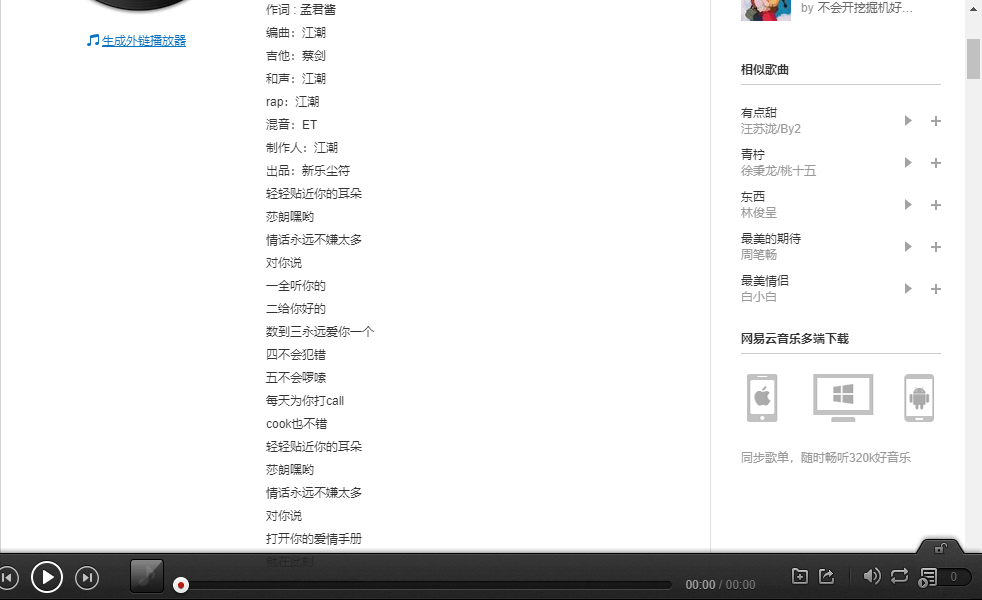 生成外链播放器
作词 : 孟君酱
编曲：江潮
吉他：蔡剑
和声：江潮
rap：江潮
混音：ET
制作人：江潮
出品：新乐尘符
轻轻贴近你的耳朵
莎朗嘿哟
情话永远不嫌太多
对你说
一全听你的
二给你好的
数到三永远爱你一个
四不会犯错
五不会啰嗦
每天为你打call
cook也不错
轻轻贴近你的耳朵
莎朗嘿哟
情话永远不嫌太多
对你说
打开你的爱情手册
就在此刻
by 不会开挖掘机好...
相似歌曲
有点甜
汪苏泷/By2
青柠
徐秉龙/桃十五
东西
林俊呈
最美的期待
周笔畅
最美情侣
白小白
网易云音乐多端下载
同步歌单，随时畅听320k好音乐
00:00 / 00:00
0